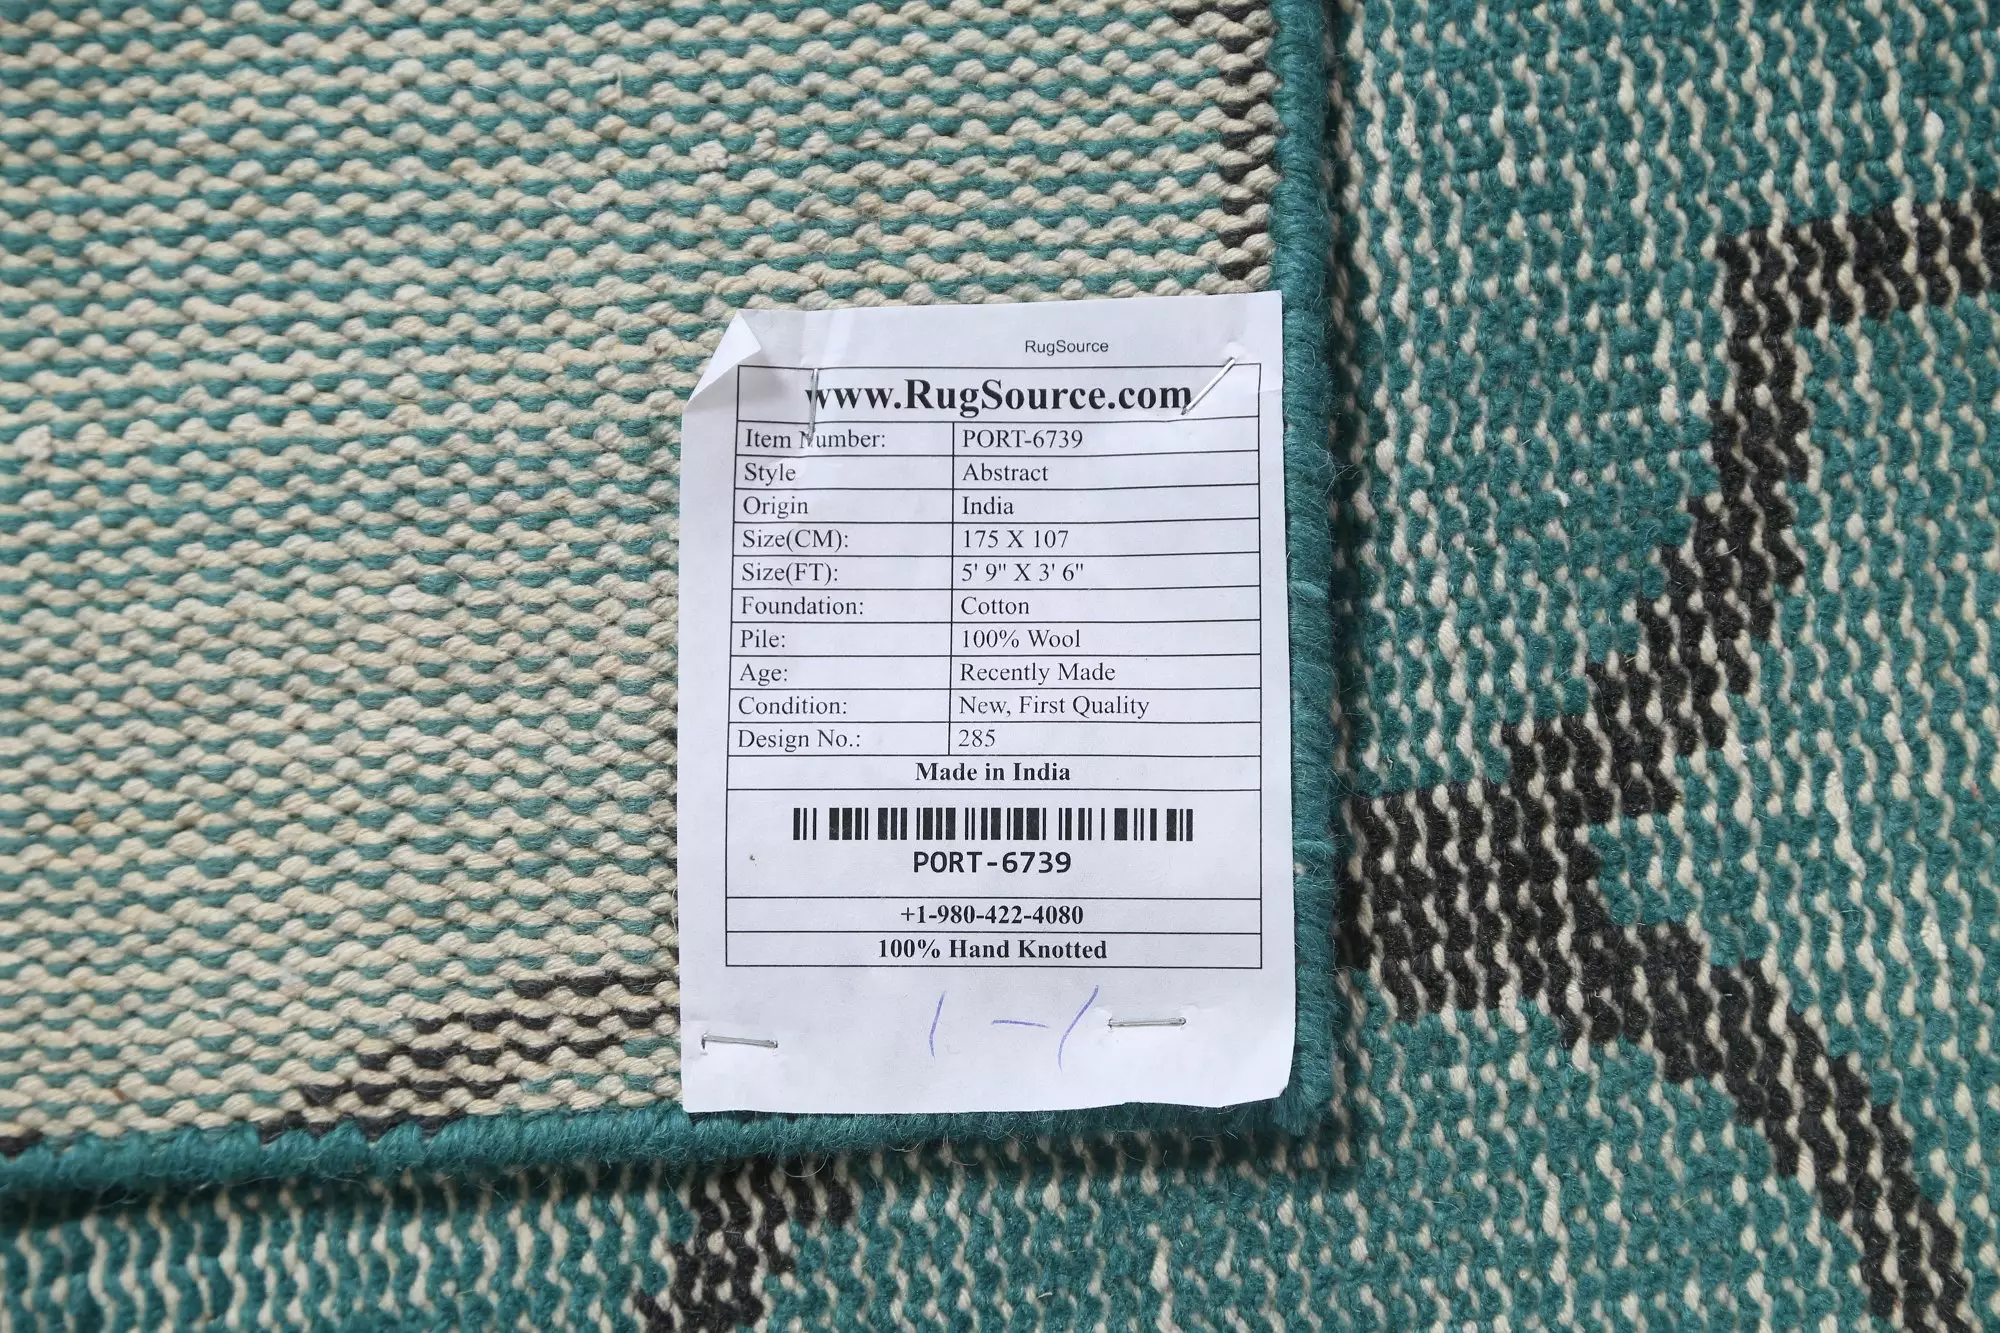 RugSource
www.RugSource.com
Item Number: PORT-6739
Style Abstract
Origin India
Size(CM): 175 X 107
Size(FT): 5' 9" X 3' 6"
Foundation: Cotton
Pile: 100% Wool
Age: Recently Made
Condition: New, First Quality
Design No.: 285
Made in India
PORT-6739
+1-980-422-4080
100% Hand Knotted